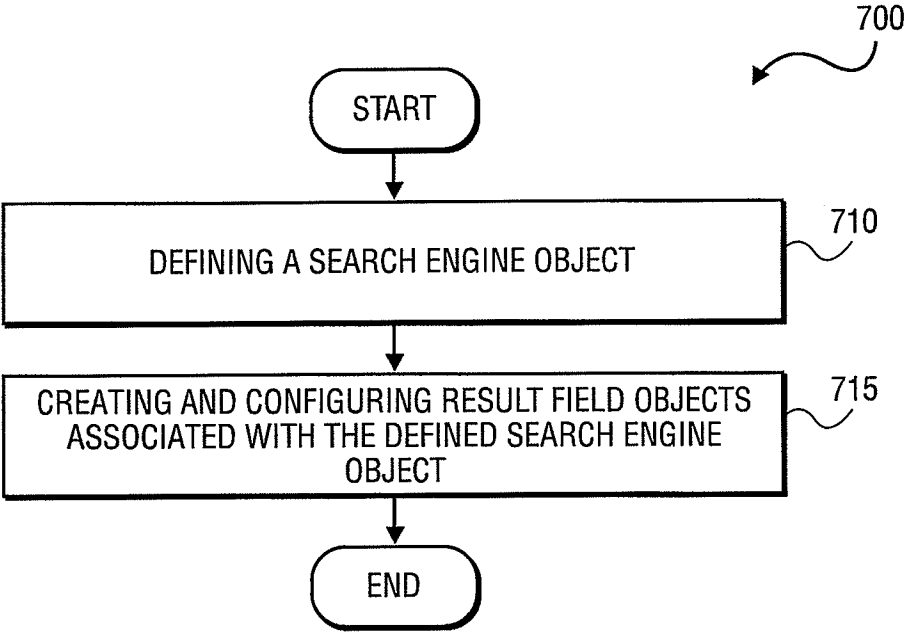 700
START
DEFINING A SEARCH ENGINE OBJECT
710
CREATING AND CONFIGURING RESULT FIELD OBJECTS
ASSOCIATED WITH THE DEFINED SEARCH ENGINE
OBJECT
715
END